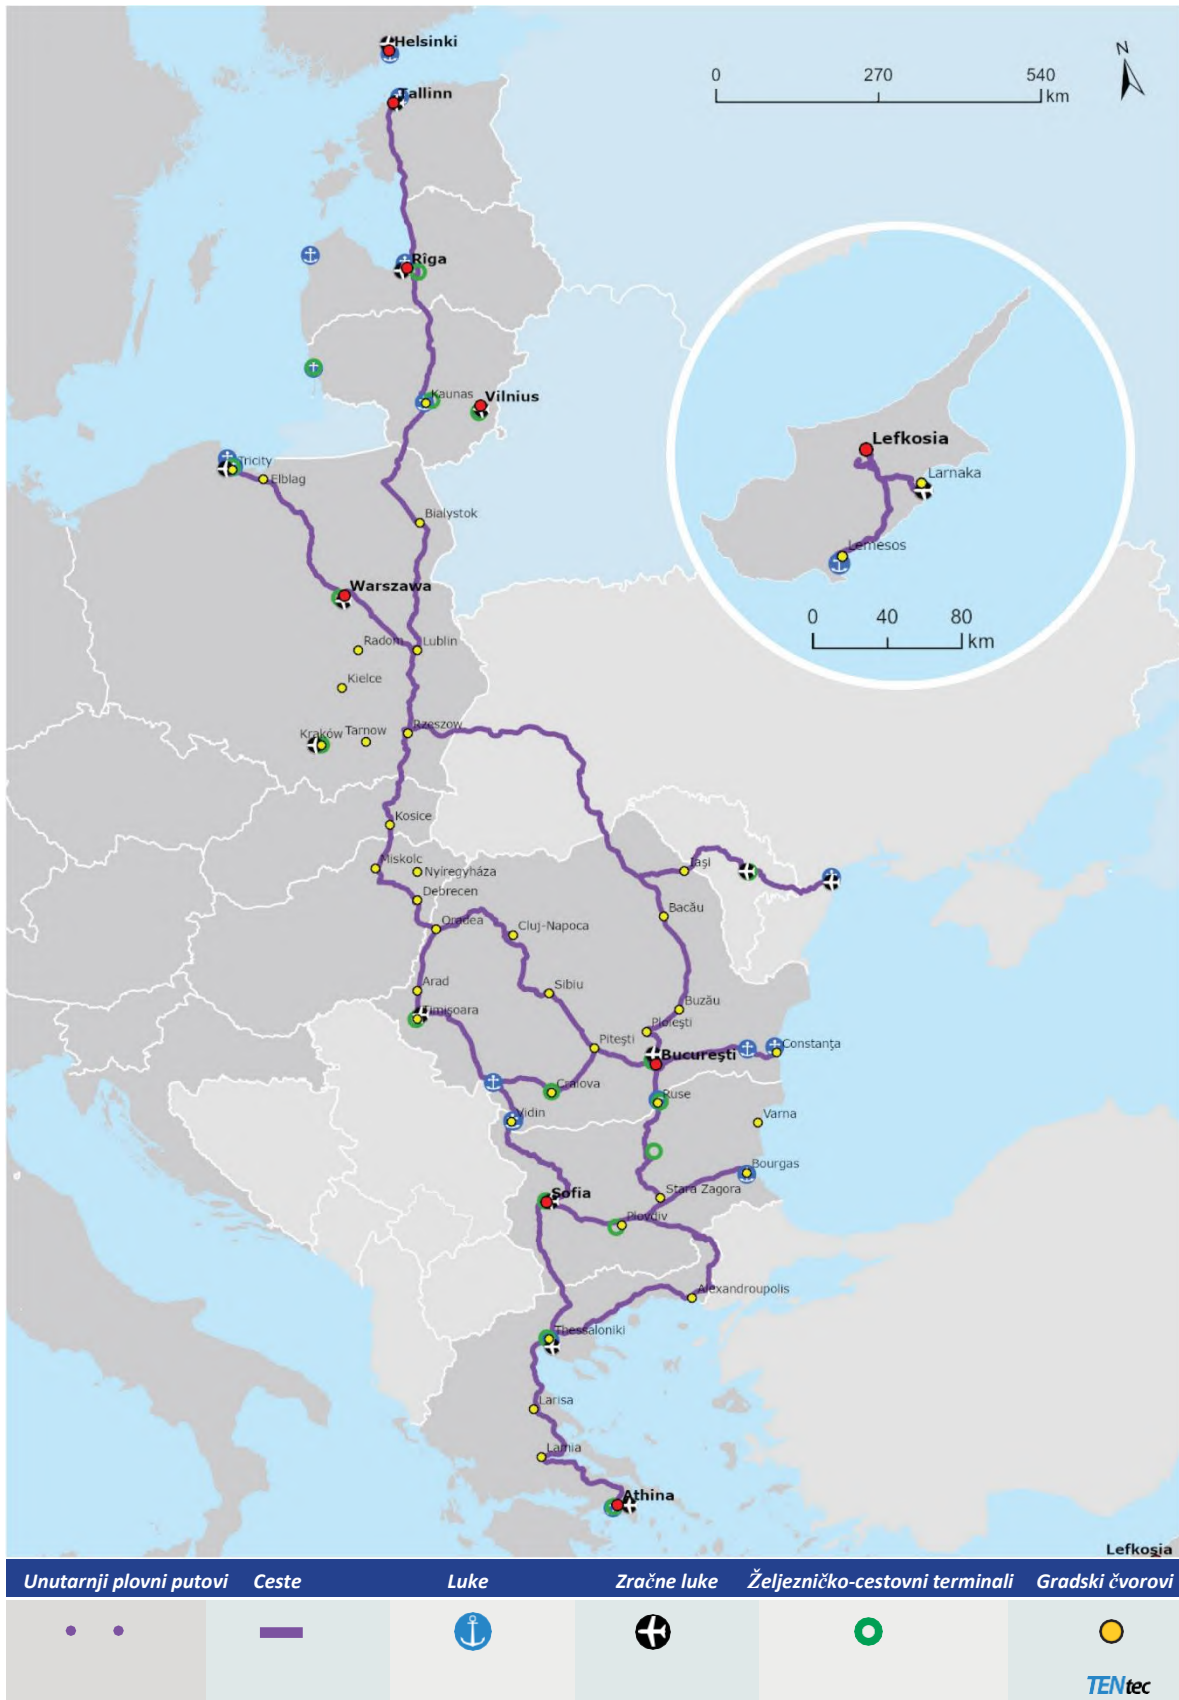 Helsinki
N
0 270 540
km
Tallinn
Rîga
Kaunas
Vilnius
Tricity
Elblag
Bialystok
Lefkosia
Larnaka
Lemesos
0 40 80
km
Warszawa
Radom
Lublin
Kielce
Rzeszow
Kraków
Tarnow
Kosice
Miskolc
Nyíregyháza
Debrecen
Iaşi
Bacău
Oradea
Cluj-Napoca
Arad
Sibiu
Timişoara
Buzău
Ploieşti
Piteşti
Bucureşti
Constanţa
Craiova
Ruse
Vidin
Varna
Bourgas
Sofia
Stara Zagora
Plovdiv
Alexandroupolis
Thessaloniki
Larisa
Lamia
Athina
Lefkosia
Unutarnji plovni putovi Ceste Luke Zračne luke Željezničko-cestovni terminali Gradski čvorovi
TENtec